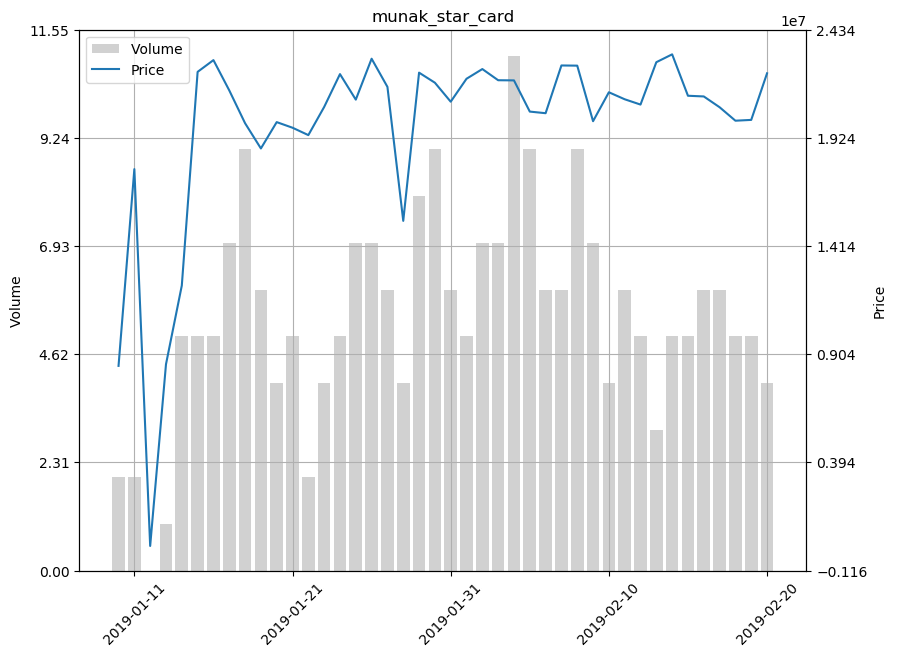 munak_star_card
1e7
11.55
9.24
6.93
4.62
2.31
0.00
Volume
Volume
Price
2.434
1.924
1.414
0.904
0.394
−0.116
Price
2019-01-11
2019-01-21
2019-01-31
2019-02-10
2019-02-20